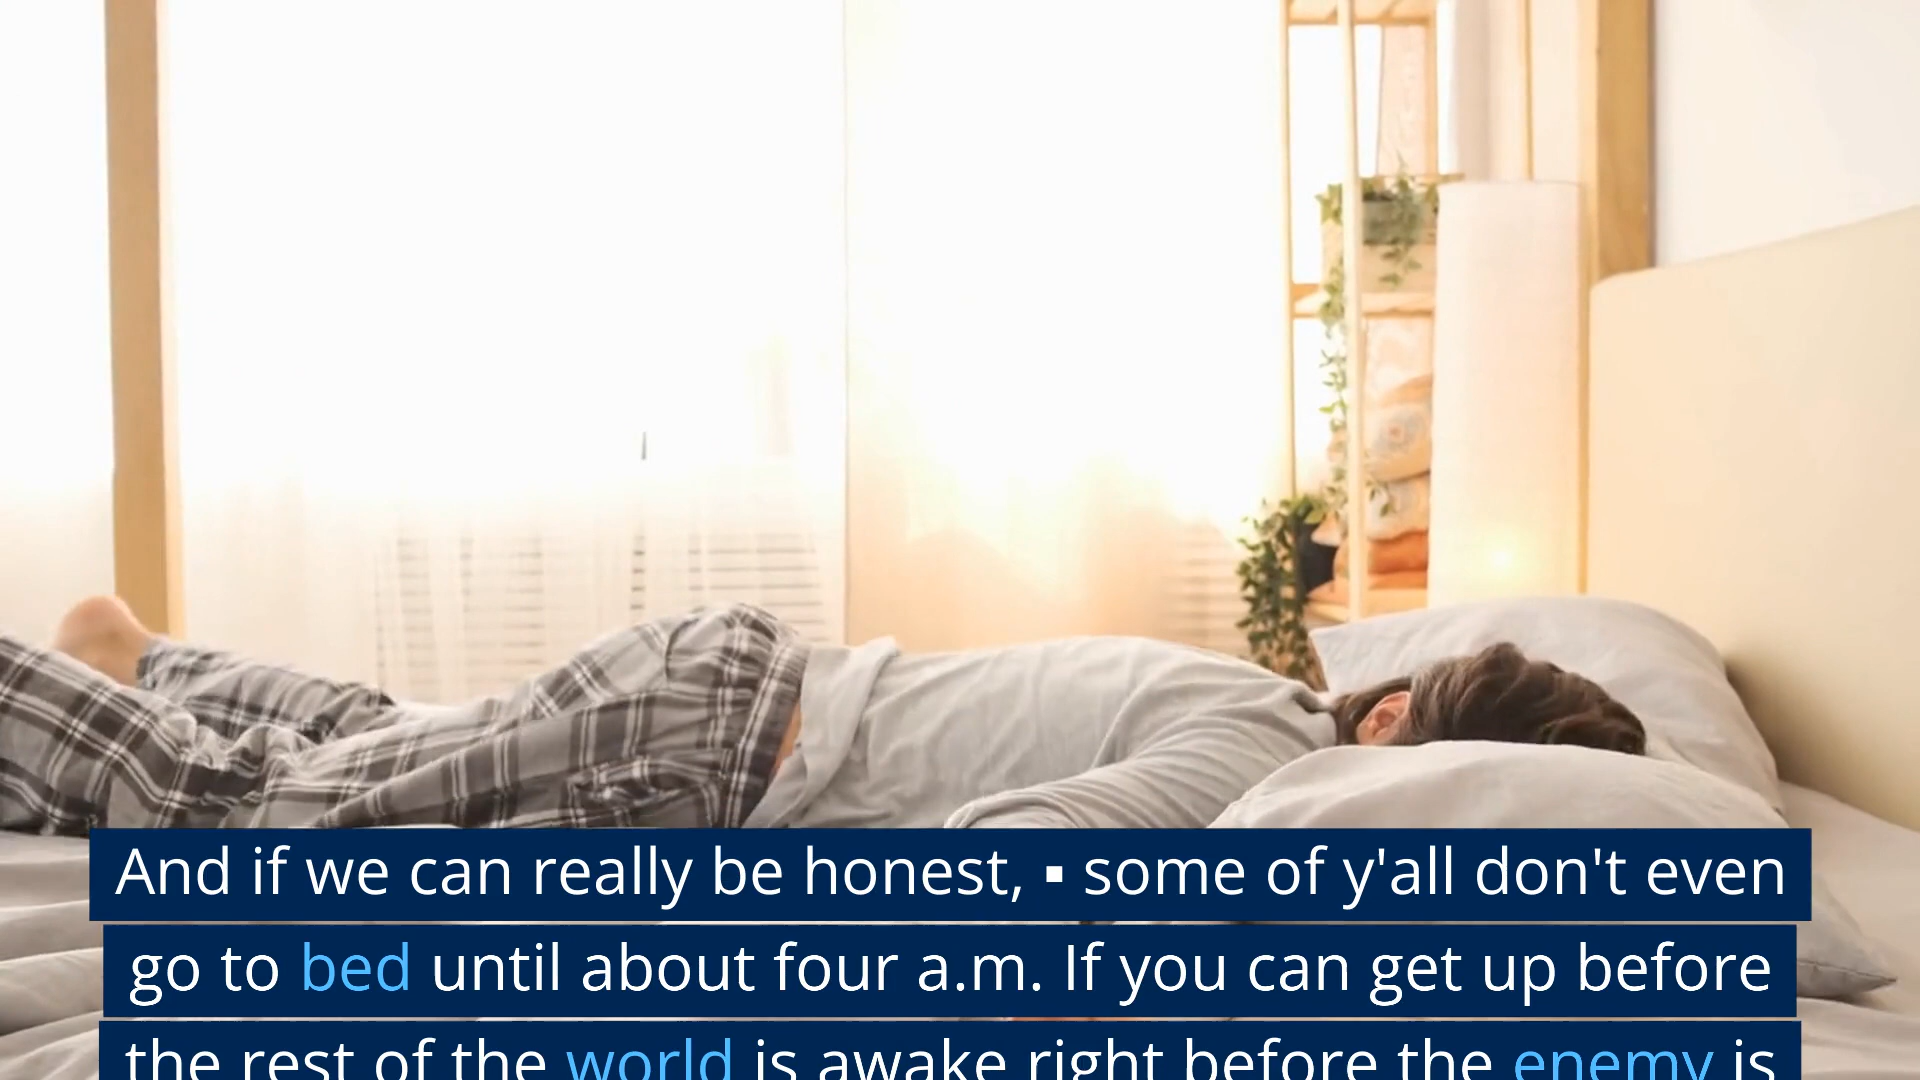 And if we can really be honest, ▪ some of y'all don't even
go to bed until about four a.m. If you can get up before
the rest of the world is awake right before the enemy is